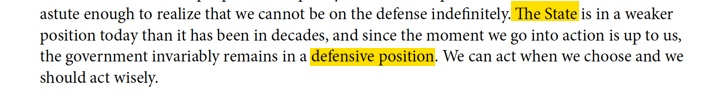 astute enough to realize that we cannot be on the defense indefinitely. The State is in a weaker
position today than it has been in decades, and since the moment we go into action is up to us,
the government invariably remains in a defensive position. We can act when we choose and we
should act wisely.